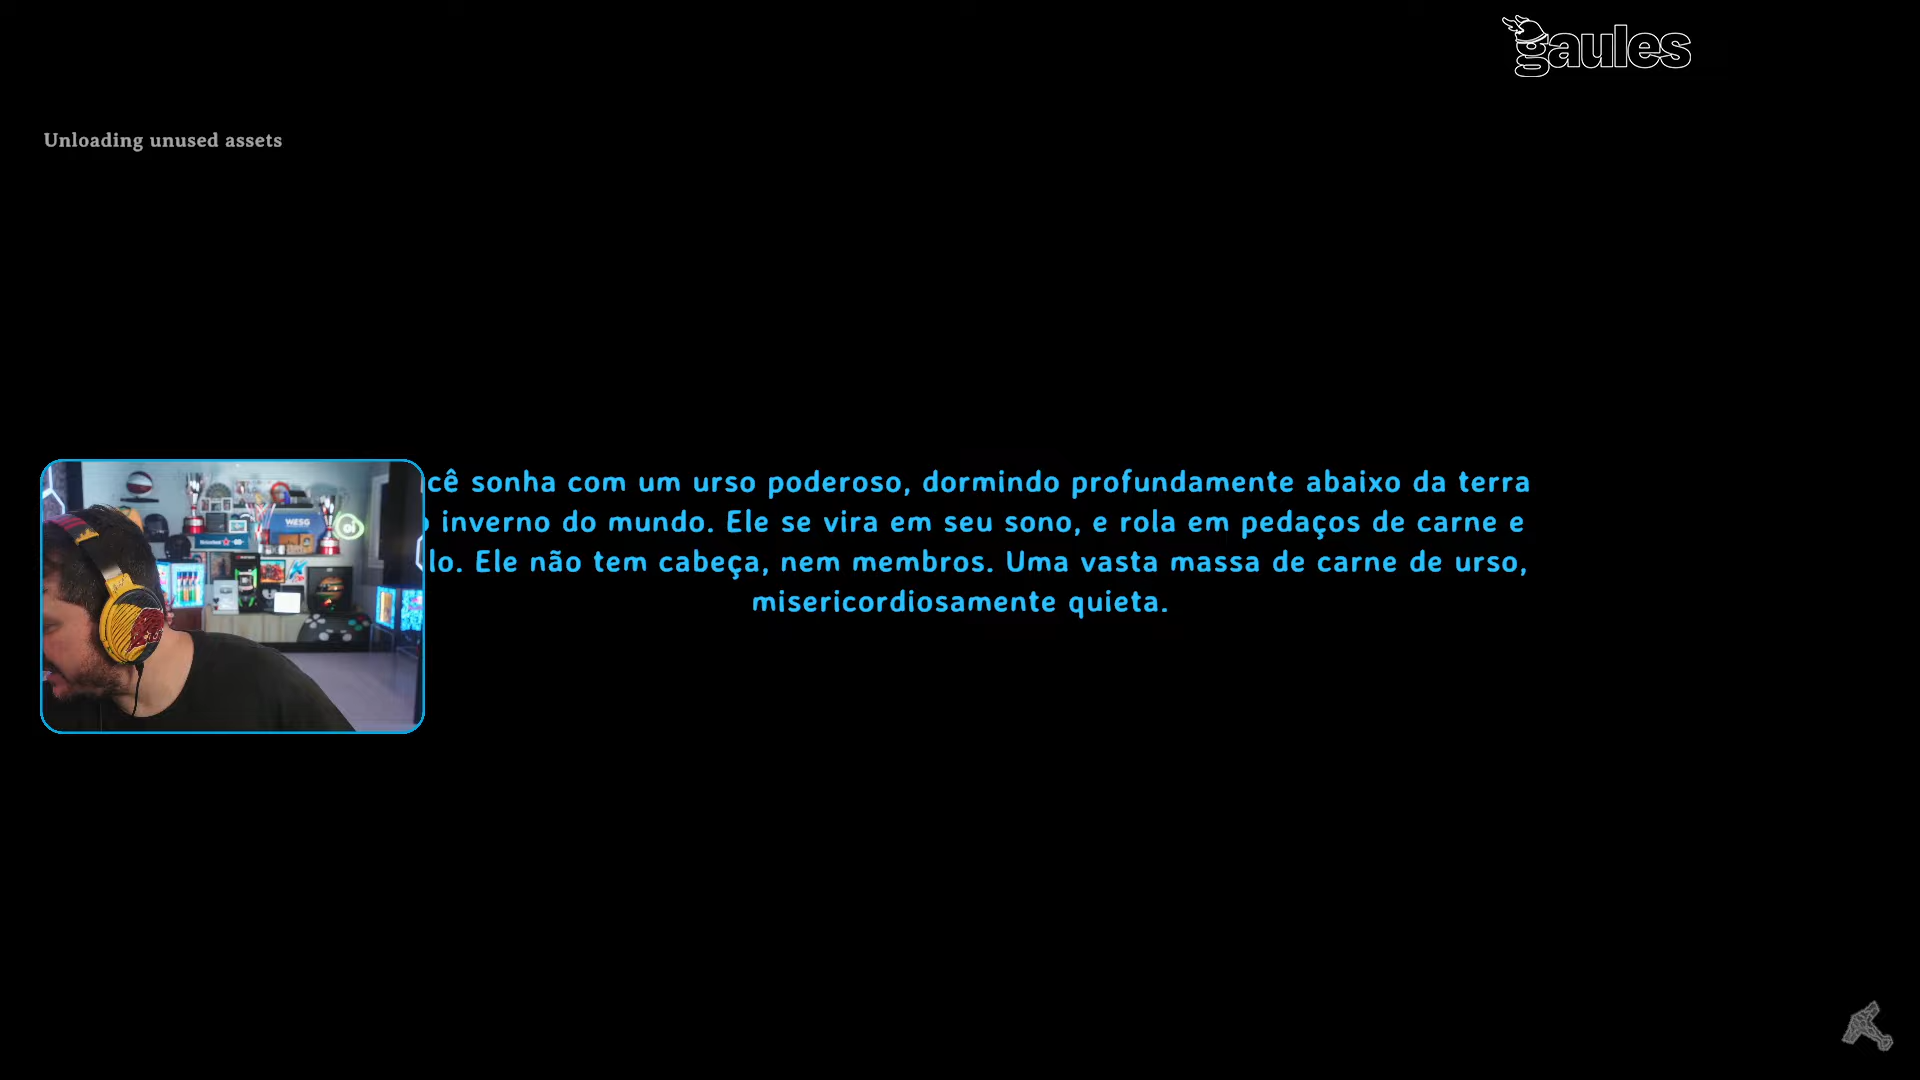 gaules
Unloading unused assets
cê sonha com um urso poderoso, dormindo profundamente abaixo da terra
inverno do mundo. Ele se vira em seu sono, e rola em pedaços de carne e
lo. Ele não tem cabeça, nem membros. Uma vasta massa de carne de urso,
misericordiosamente quieta.
WESG
oi